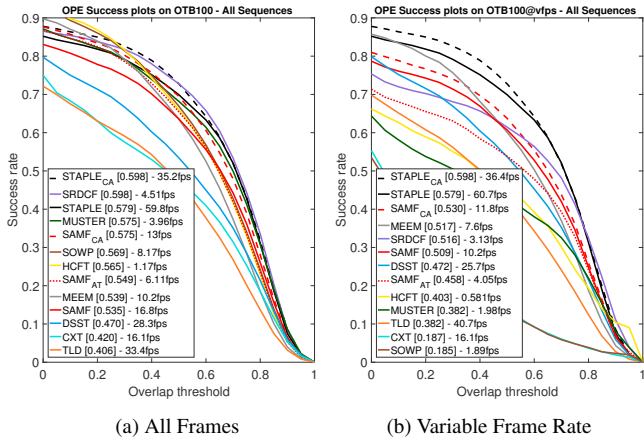 OPE Success plots on OTB100 - All Sequences
0.9
0.8
0.7
0.6
0.5
0.4
0.3
0.2
0.1
0
Success rate
STAPLE_CA [0.598] - 35.2fps
SRDCF [0.598] - 4.51fps
STAPLE [0.579] - 59.8fps
MUSTER [0.575] - 3.96fps
SAMF_CA [0.575] - 13fps
SOWP [0.569] - 8.17fps
HCFT [0.565] - 1.17fps
SAMF_AT [0.549] - 6.11fps
MEEM [0.539] - 10.2fps
SAMF [0.535] - 16.8fps
DSST [0.470] - 28.3fps
CXT [0.420] - 16.1fps
TLD [0.406] - 33.4fps
0 0.2 0.4 0.6 0.8 1
Overlap threshold
(a) All Frames
OPE Success plots on OTB100@vfps - All Sequences
0.9
0.8
0.7
0.6
0.5
0.4
0.3
0.2
0.1
0
Success rate
STAPLE_CA [0.598] - 36.4fps
STAPLE [0.579] - 60.7fps
SAMF_CA [0.530] - 11.8fps
MEEM [0.517] - 7.6fps
SRDCF [0.516] - 3.13fps
SAMF [0.509] - 10.2fps
DSST [0.472] - 25.7fps
SAMF_AT [0.458] - 4.05fps
HCFT [0.403] - 0.581fps
MUSTER [0.382] - 1.98fps
TLD [0.382] - 40.7fps
CXT [0.187] - 16.1fps
SOWP [0.185] - 1.89fps
0 0.2 0.4 0.6 0.8 1
Overlap threshold
(b) Variable Frame Rate